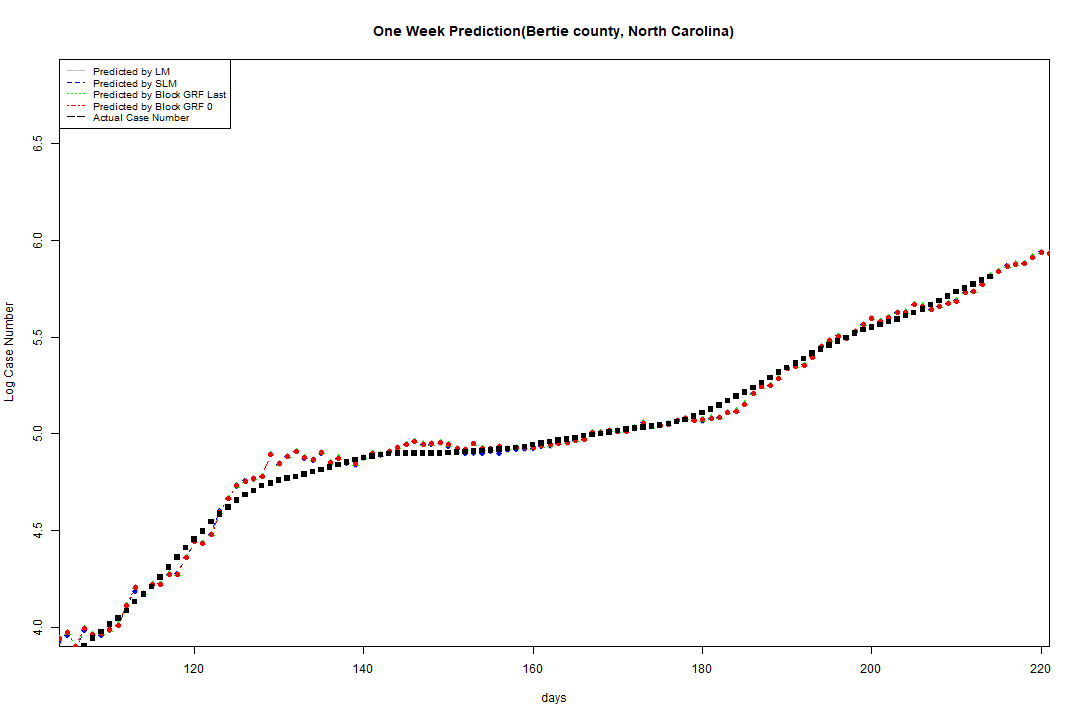 One Week Prediction(Bertie county, North Carolina)
Predicted by LM
Predicted by SLM
Predicted by Block GRF Last
Predicted by Block GRF 0
Actual Case Number
6.5
6.0
5.5
5.0
4.5
4.0
Log Case Number
120 140 160 180 200 220
days